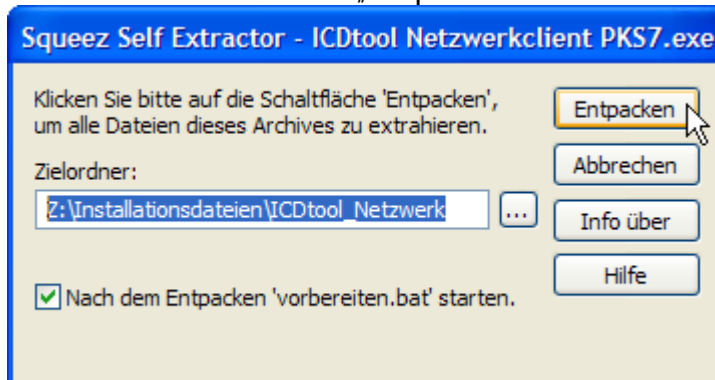 Squeez Self Extractor - ICDtool Netzwerkclient PKS7.exe
Klicken Sie bitte auf die Schaltfläche 'Entpacken',
um alle Dateien dieses Archives zu extrahieren.
Zielordner:
Z:\Installationsdateien\ICDtool_Netzwerk
...
Nach dem Entpacken 'vorbereiten.bat' starten.
Entpacken
Abbrechen
Info über
Hilfe